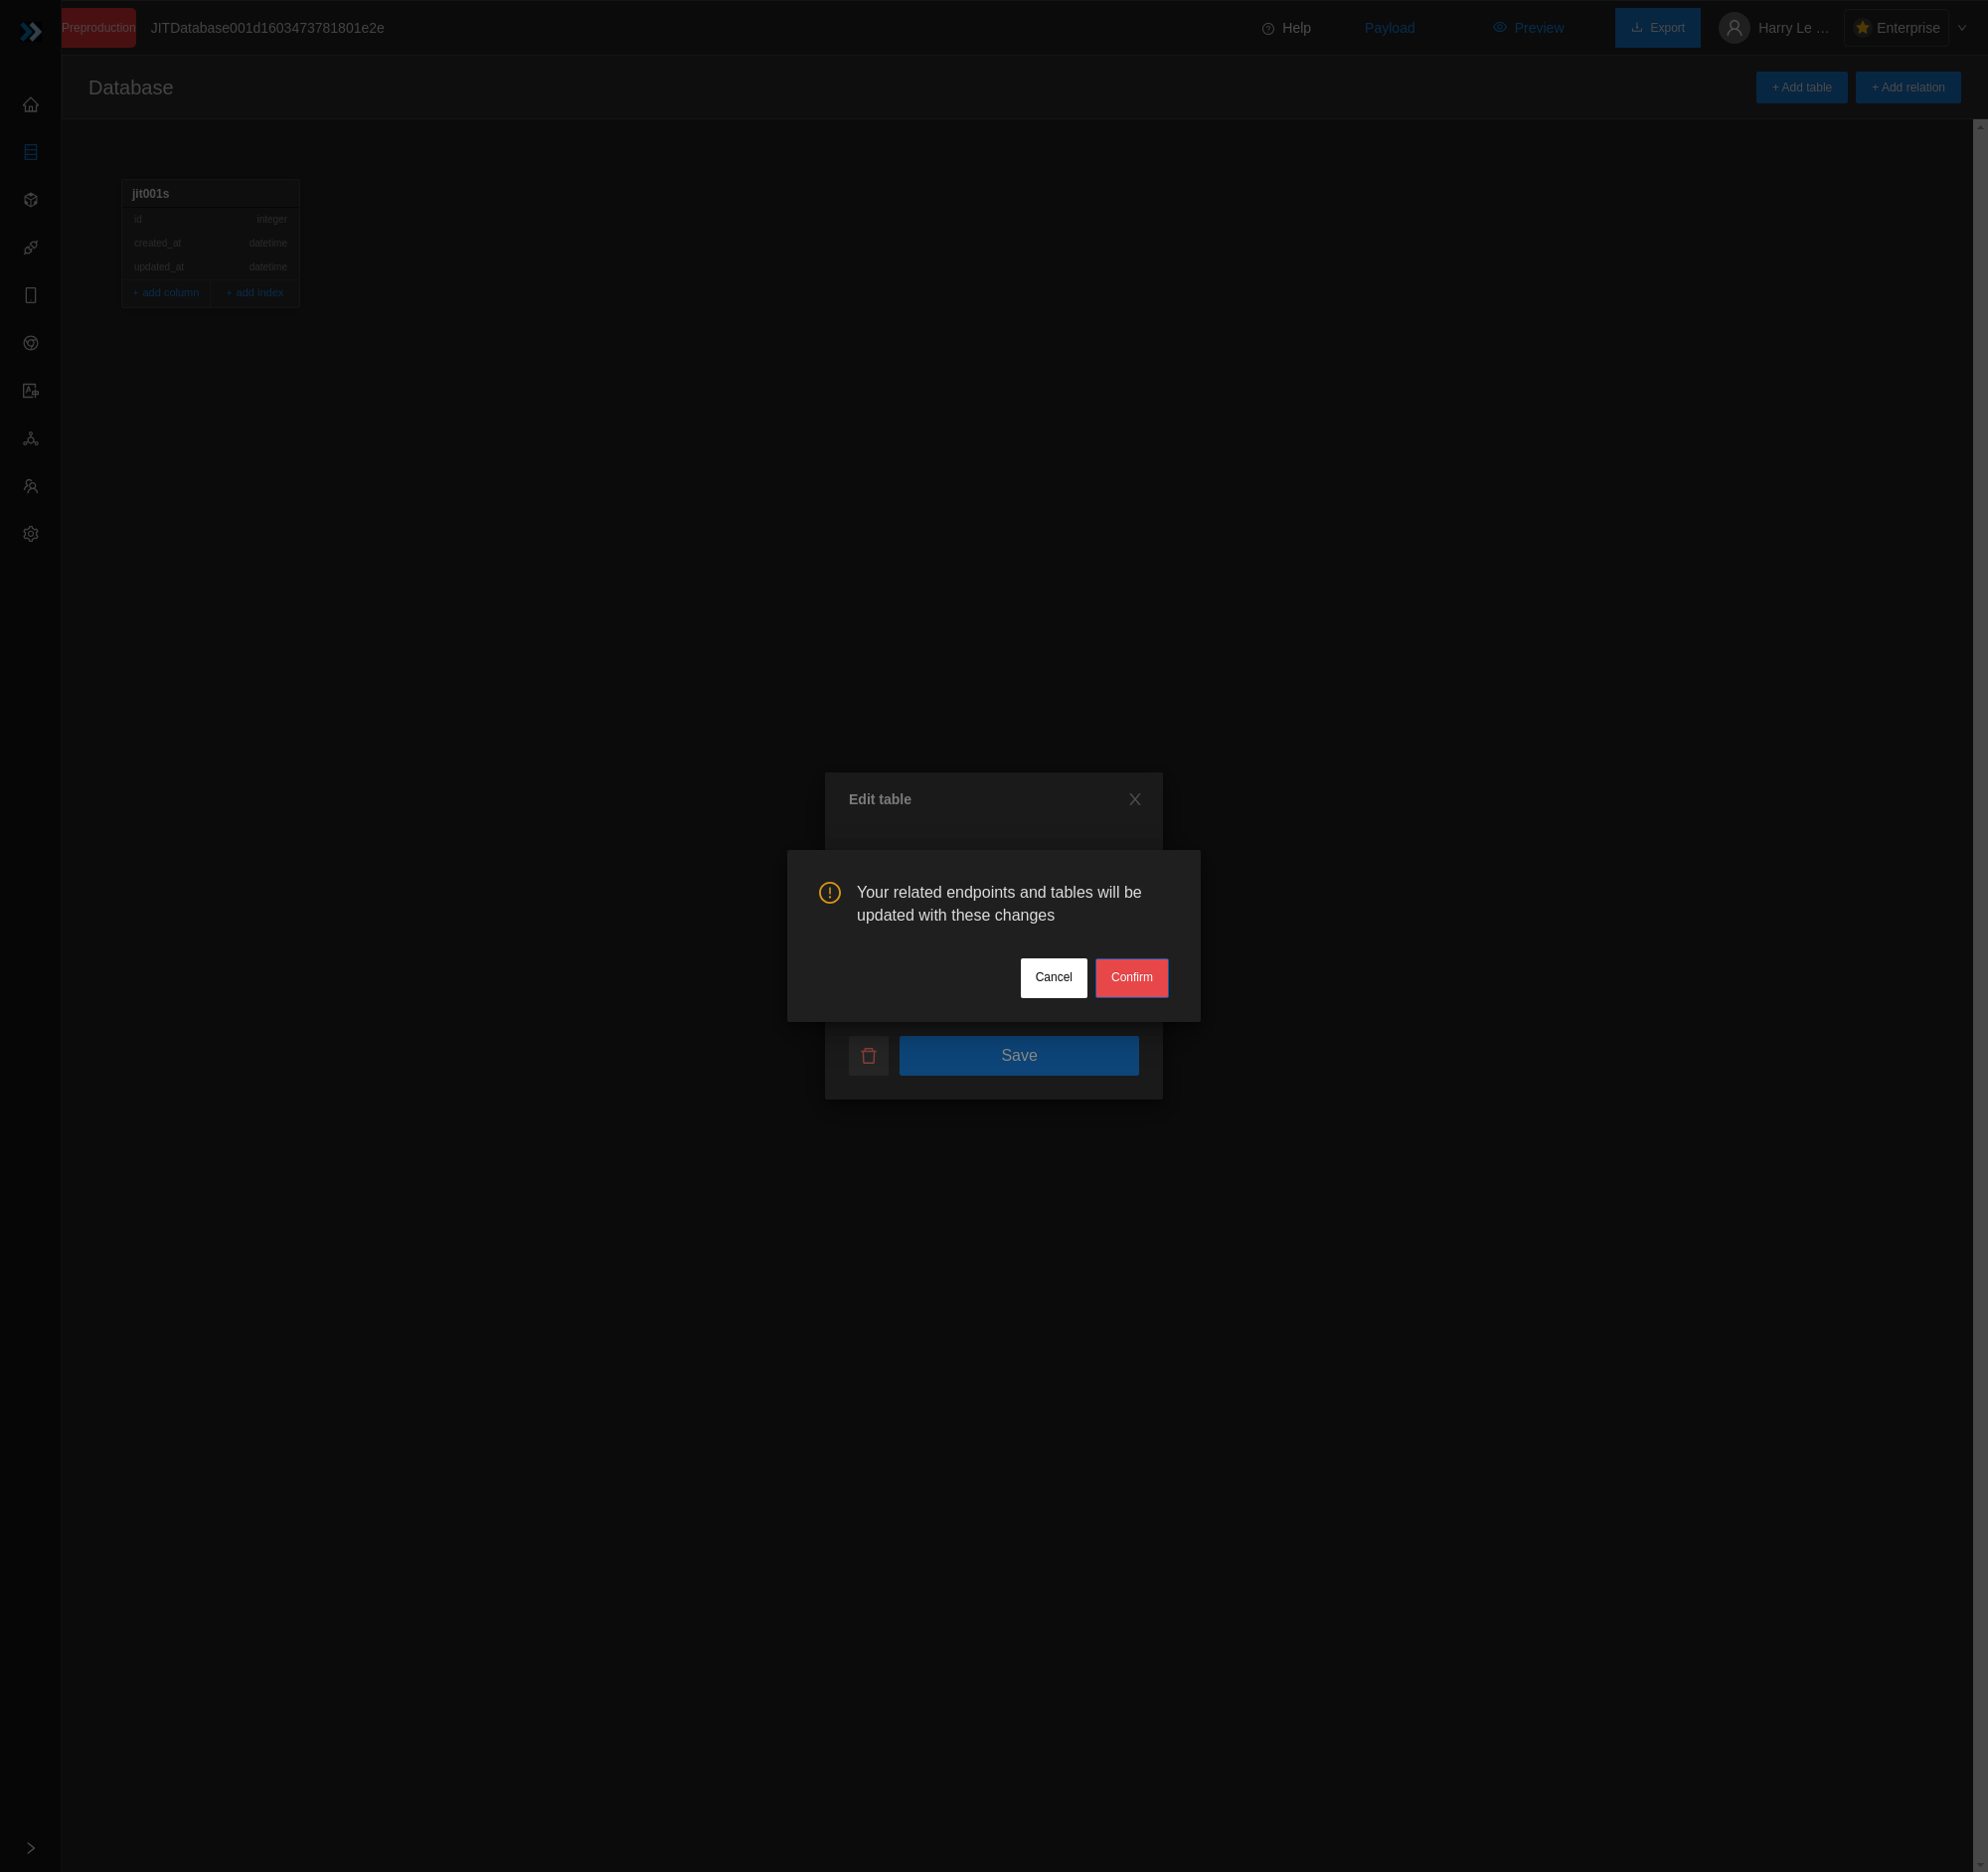 Preproduction JITDatabase001d1603473781801e2e Help Payload Preview Export Harry Le ... Enterprise
Database + Add table + Add relation
jit001s
id integer
created_at datetime
updated_at datetime
+ add column + add index
Edit table
Your related endpoints and tables will be
updated with these changes
Cancel Confirm
Save